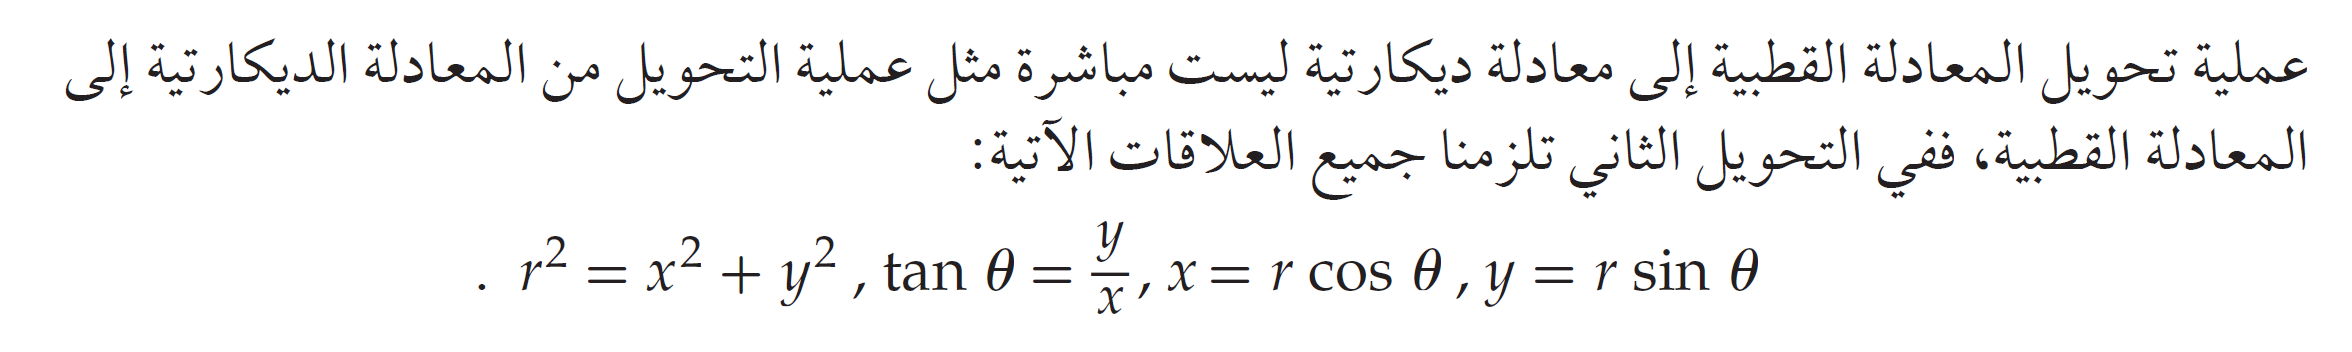 عملية تحويل المعادلة القطبية إلى معادلة ديكارتية ليست مباشرة مثل عملية التحويل من المعادلة الديكارتية إلى
المعادلة القطبية، ففي التحويل الثاني تلزمنا جميع العلاقات الآتية:
. r² = x² + y² , tan θ = y/x , x = r cos θ , y = r sin θ